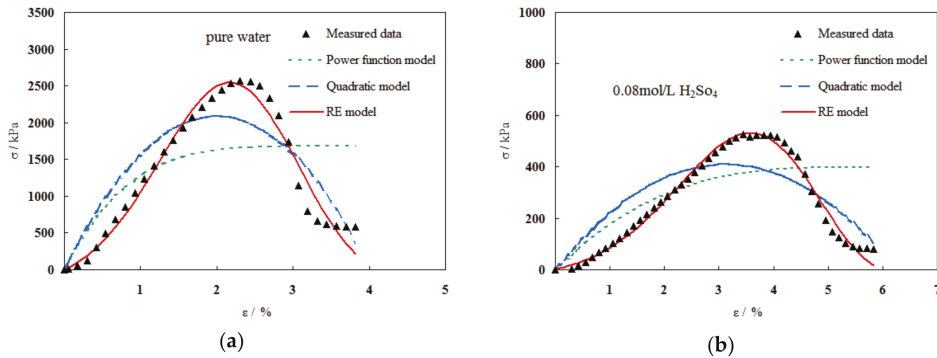 3500
3000
2500
2000
1500
1000
500
0
σ / kPa
pure water
Measured data
Power function model
Quadratic model
RE model
1 2 3 4 5
ε / %
(a)
1000
800
600
400
200
0
σ / kPa
0.08mol/L H₂So₄
Measured data
Power function model
Quadratic model
RE model
0 1 2 3 4 5 6 7
ε / %
(b)